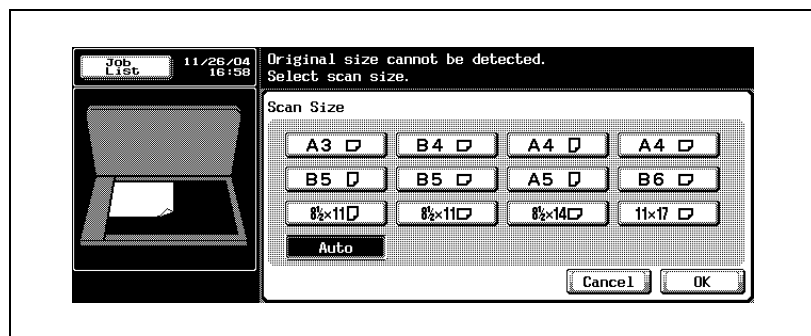 Job List
11/26/04
16:58
Original size cannot be detected.
Select scan size.
Scan Size
A3 B4 A4 A4
B5 B5 A5 B6
8½×11 8½×11 8½×14 11×17
Auto
Cancel OK